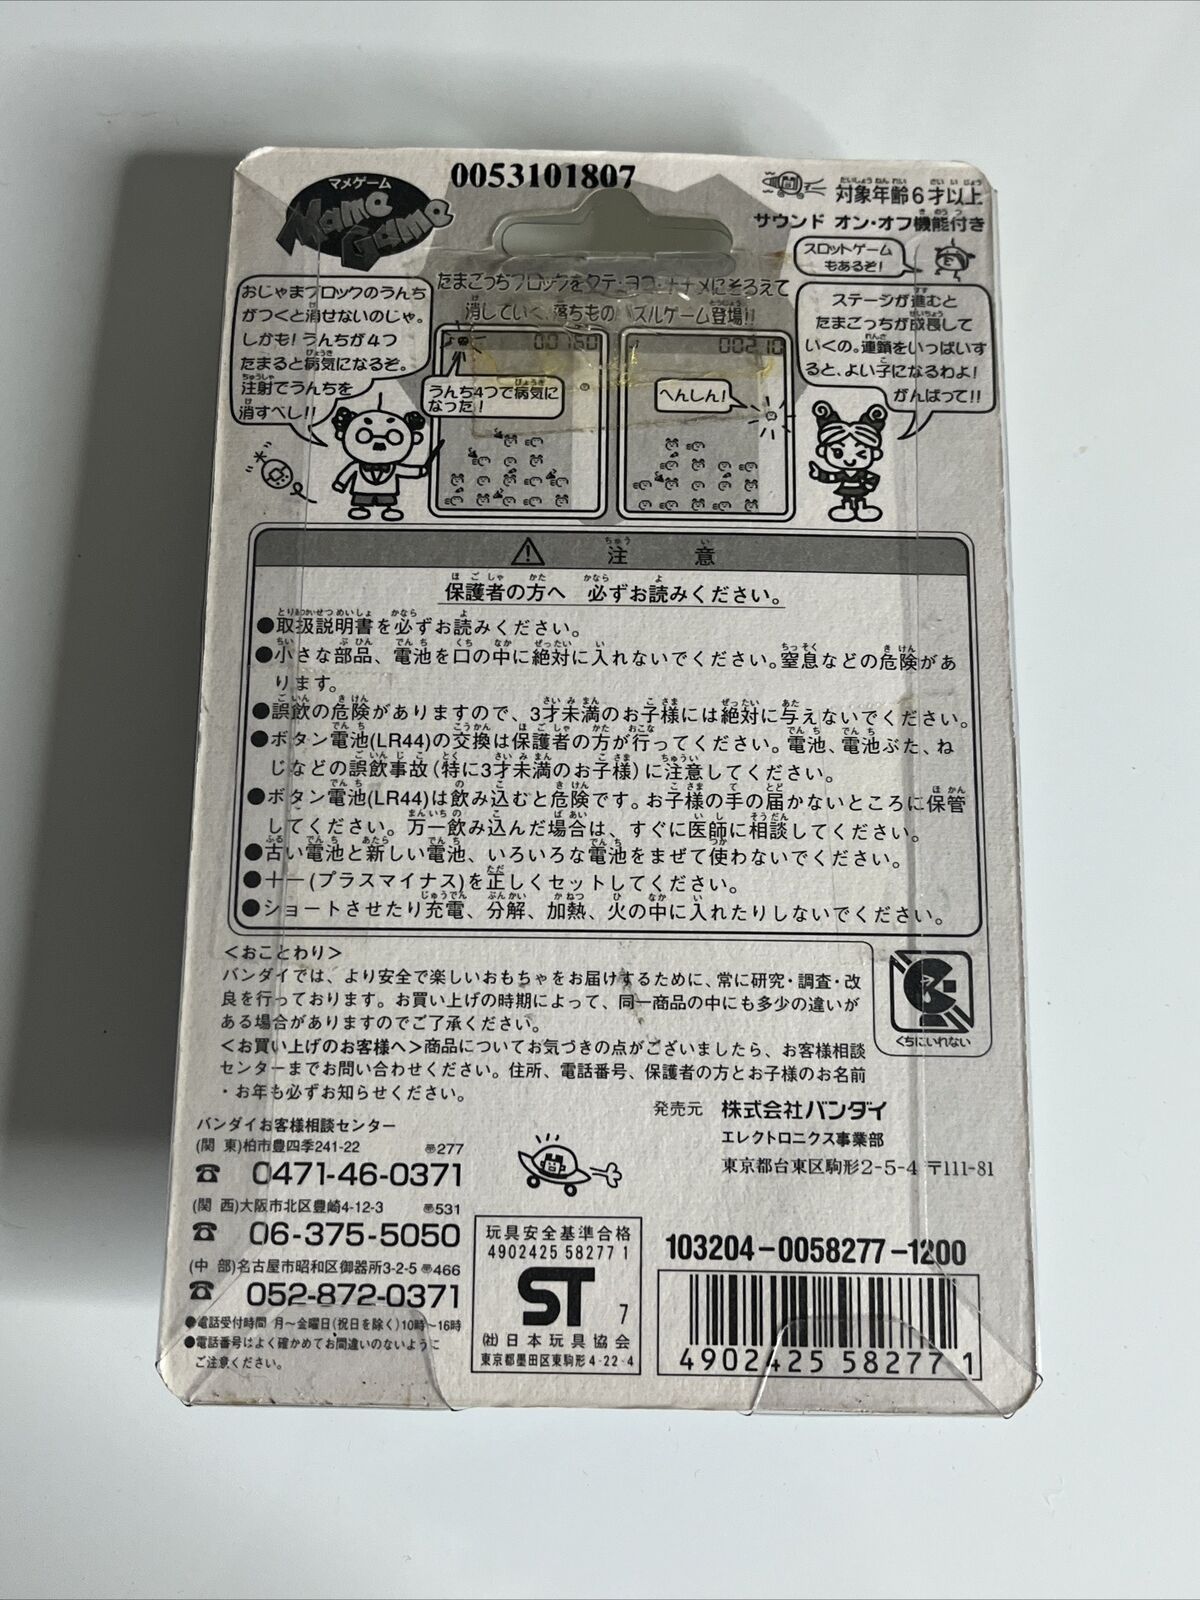 マメゲーム
Mame Game
0053101807
対象年齢6才以上
サウンド オン・オフ機能付き
スロットゲーム
もあるぞ!
たまごっちブロックをタテ・ヨコ・ナナメにそろえて
消していく、落ちもの パズルゲーム登場!!
おじゃまブロックのうんち
がつくと消せないのじゃ。
しかも!うんちが4つ
たまると病気になるぞ。
注射でうんちを
消すべし!!
00160
うんち4つで病気に
なった!
00210
へんしん!
ステージが進むと
たまごっちが成長して
いくの。連鎖をいっぱいす
ると、よい子になるわよ!
がんばって!!
注意
保護者の方へ 必ずお読みください。
●取扱説明書を必ずお読みください。
●小さな部品、電池を口の中に絶対に入れないでください。窒息などの危険があ
ります。
●誤飲の危険がありますので、3才未満のお子様には絶対に与えないでください。
●ボタン電池(LR44)の交換は保護者の方が行ってください。電池、電池ぶた、ね
じなどの誤飲事故(特に3才未満のお子様)に注意してください。
●ボタン電池(LR44)は飲み込むと危険です。お子様の手の届かないところに保管
してください。万一飲み込んだ場合は、すぐに医師に相談してください。
●古い電池と新しい電池、いろいろな電池をまぜて使わないでください。
●+-(プラスマイナス)を正しくセットしてください。
●ショートさせたり充電、分解、加熱、火の中に入れたりしないでください。
<おことわり>
バンダイでは、より安全で楽しいおもちゃをお届けするために、常に研究・調査・改
良を行っております。お買い上げの時期によって、同一商品の中にも多少の違いが
ある場合がありますのでご了承ください。
<お買い上げのお客様へ>商品についてお気づきの点がございましたら、お客様相談
センターまでお問い合わせください。住所、電話番号、保護者の方とお子様のお名前
・お年も必ずお知らせください。
くちにいれない
バンダイお客様相談センター
(関 東)柏市豊四季241-22 〠277
☎ 0471-46-0371
(関 西)大阪市北区豊崎4-12-3 〠531
☎ 06-375-5050
(中 部)名古屋市昭和区御器所3-2-5 〠466
☎ 052-872-0371
●電話受付時間 月~金曜日(祝日を除く)10時~16時
●電話番号はよく確かめてお間違いのないように
ご注意ください。
発売元 株式会社バンダイ
エレクトロニクス事業部
東京都台東区駒形2-5-4 〒111-81
玩具安全基準合格
4902425 58277 1
ST 7
(社)日本玩具協会
東京都墨田区東駒形4-22-4
103204-0058277-1200
4902425 582771